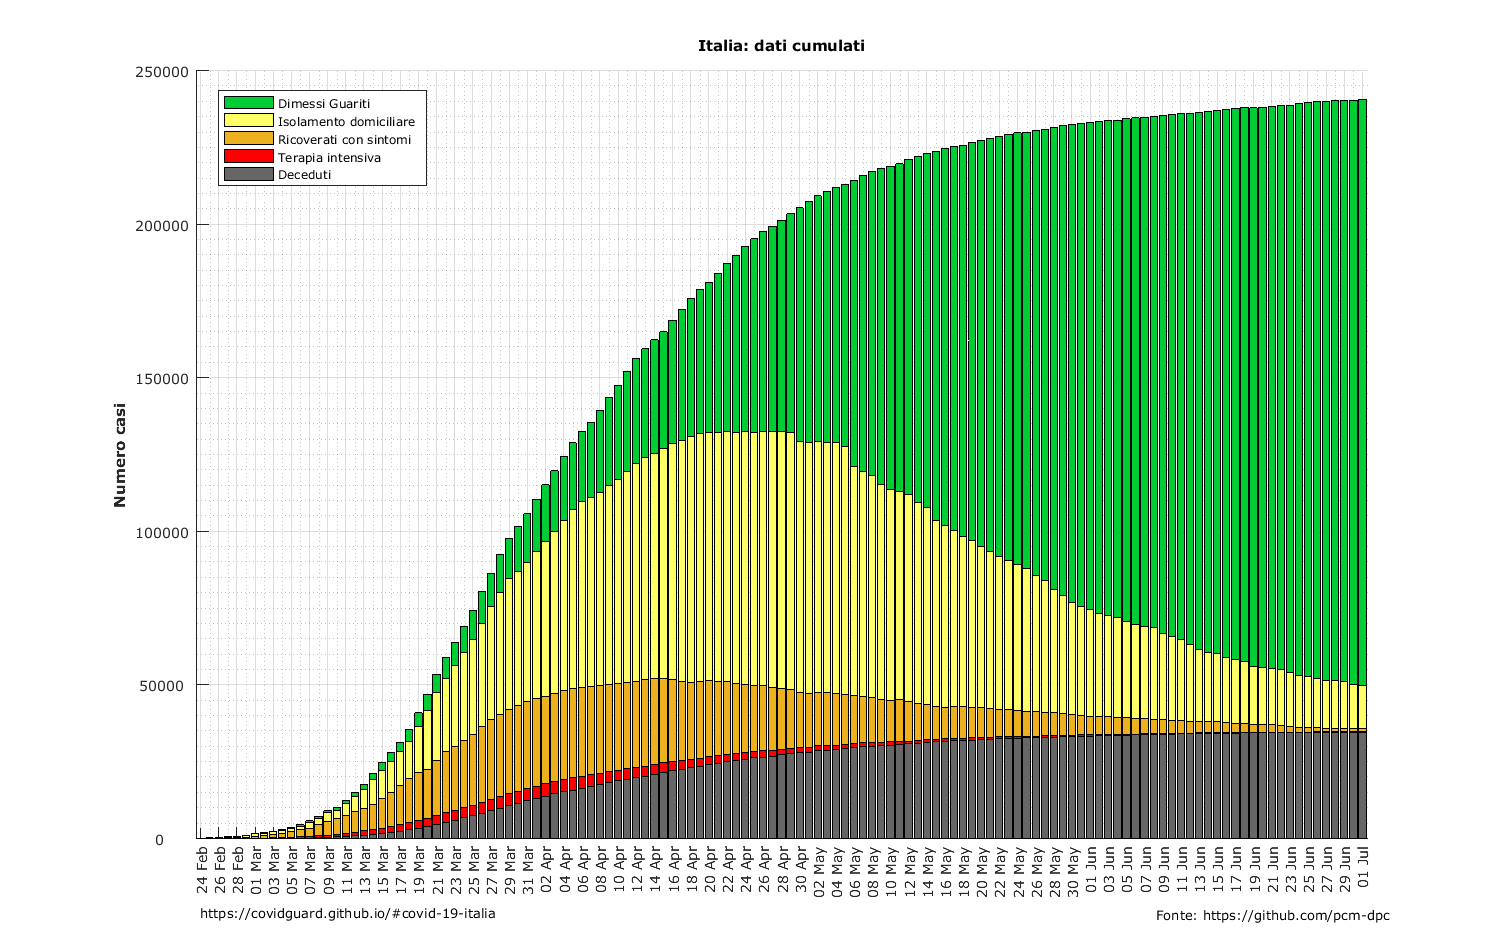 Italia: dati cumulati
250000
200000
150000
100000
50000
0
Numero casi
Dimessi Guariti
Isolamento domiciliare
Ricoverati con sintomi
Terapia intensiva
Deceduti
24 Feb
26 Feb
28 Feb
01 Mar
03 Mar
05 Mar
07 Mar
09 Mar
11 Mar
13 Mar
15 Mar
17 Mar
19 Mar
21 Mar
23 Mar
25 Mar
27 Mar
29 Mar
31 Mar
02 Apr
04 Apr
06 Apr
08 Apr
10 Apr
12 Apr
14 Apr
16 Apr
18 Apr
20 Apr
22 Apr
24 Apr
26 Apr
28 Apr
30 Apr
02 May
04 May
06 May
08 May
10 May
12 May
14 May
16 May
18 May
20 May
22 May
24 May
26 May
28 May
30 May
01 Jun
03 Jun
05 Jun
07 Jun
09 Jun
11 Jun
13 Jun
15 Jun
17 Jun
19 Jun
21 Jun
23 Jun
25 Jun
27 Jun
29 Jun
01 Jul
https://covidguard.github.io/#covid-19-italia
Fonte: https://github.com/pcm-dpc